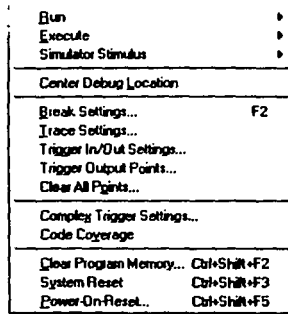 Run
Execute
Simulator Stimulus
Center Debug Location
Break Settings... F2
Trace Settings...
Trigger In/Out Settings...
Trigger Output Points...
Clear All Points...
Complex Trigger Settings...
Code Coverage
Clear Program Memory... Ctrl+Shift+F2
System Reset Ctrl+Shift+F3
Power-On-Reset... Ctrl+Shift+F5